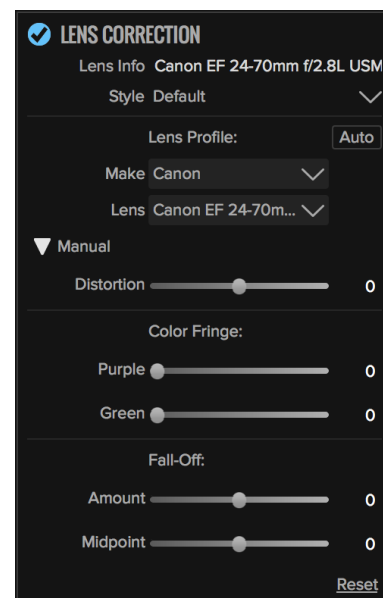 LENS CORRECTION
Lens Info Canon EF 24-70mm f/2.8L USM
Style Default
Lens Profile: Auto
Make Canon
Lens Canon EF 24-70m...
Manual
Distortion 0
Color Fringe:
Purple 0
Green 0
Fall-Off:
Amount 0
Midpoint 0
Reset